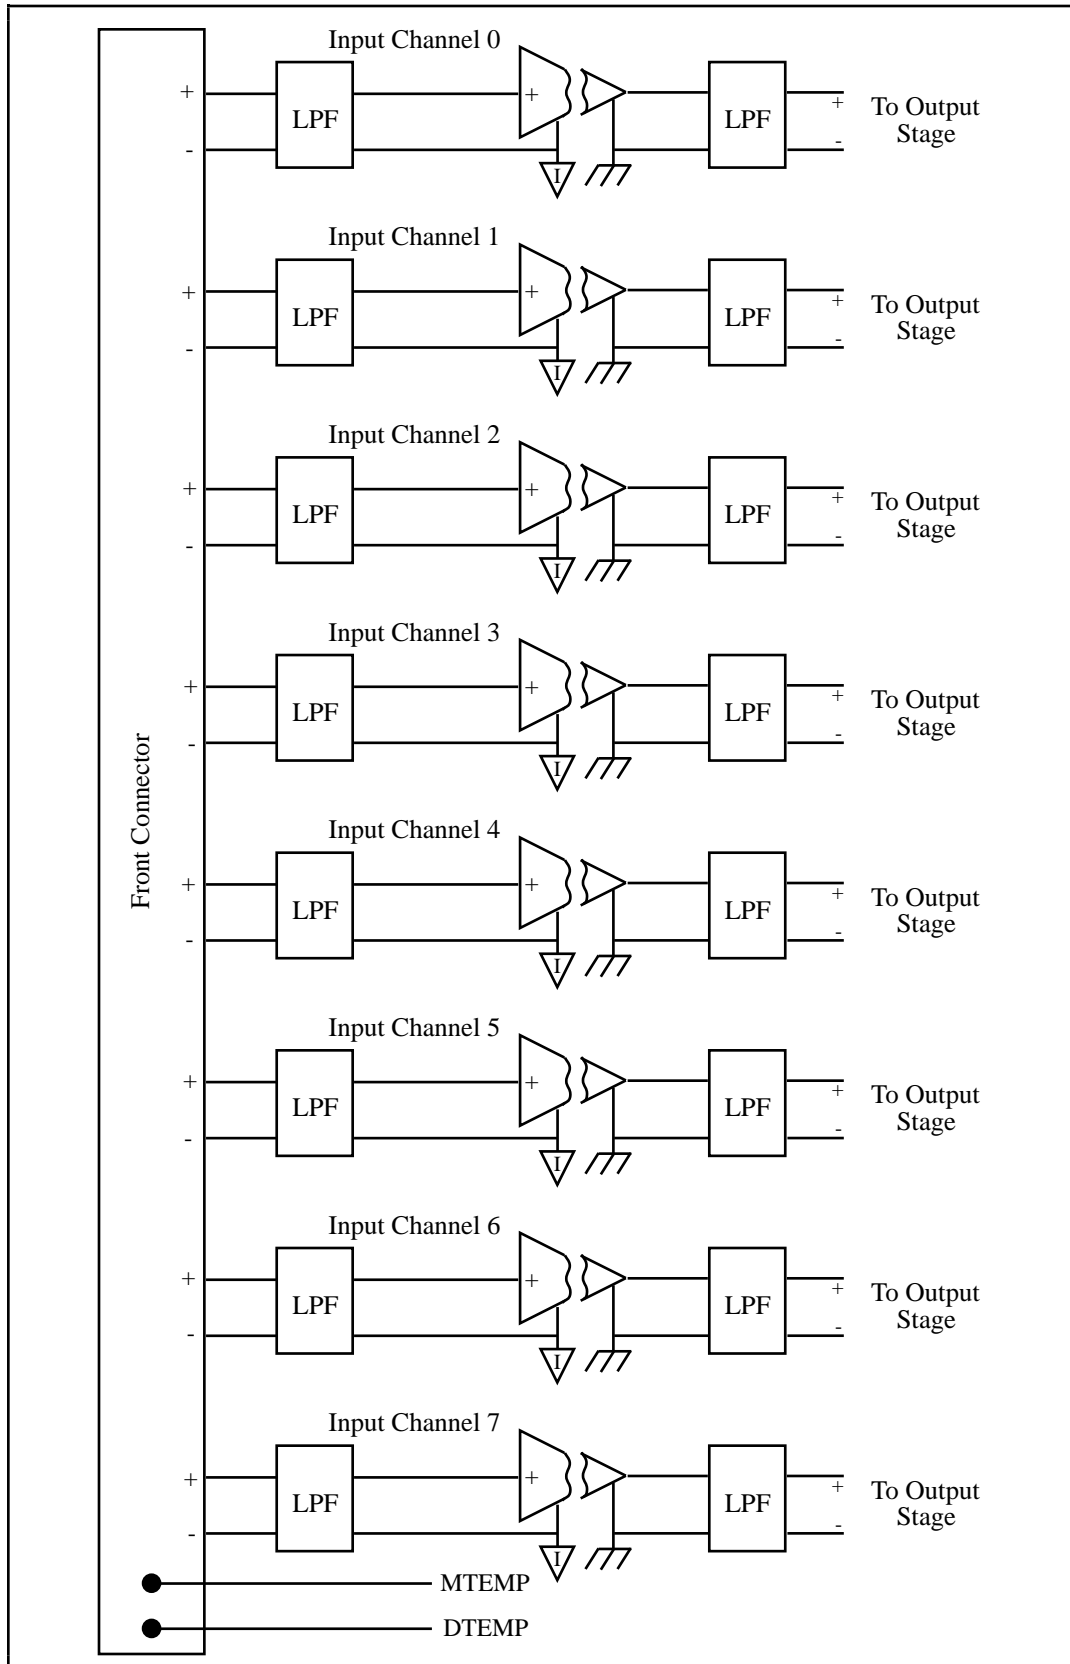 Input Channel 0
+ LPF + LPF + To Output
- I - Stage
Input Channel 1
+ LPF + LPF + To Output
- I - Stage
Input Channel 2
+ LPF + LPF + To Output
- I - Stage
Input Channel 3
+ LPF + LPF + To Output
- I - Stage
Front Connector
Input Channel 4
+ LPF + LPF + To Output
- I - Stage
Input Channel 5
+ LPF + LPF + To Output
- I - Stage
Input Channel 6
+ LPF + LPF + To Output
- I - Stage
Input Channel 7
+ LPF + LPF + To Output
- I - Stage
MTEMP
DTEMP